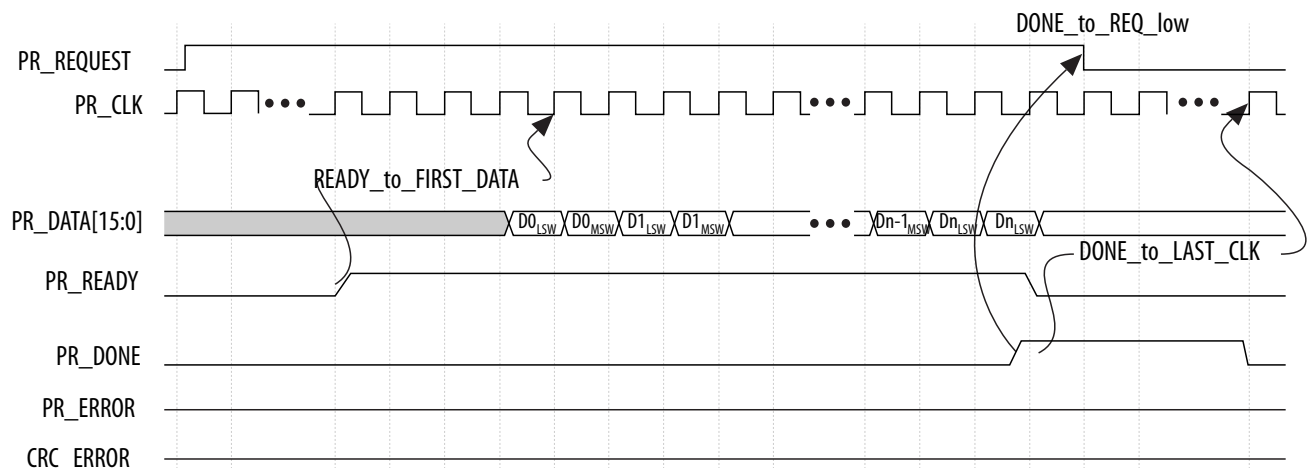 DONE_to_REQ_low
PR_REQUEST
PR_CLK
READY_to_FIRST_DATA
PR_DATA[15:0] D0LSW D0MSW D1LSW D1MSW Dn-1MSW DnLSW DnLSW
DONE_to_LAST_CLK
PR_READY
PR_DONE
PR_ERROR
CRC_ERROR